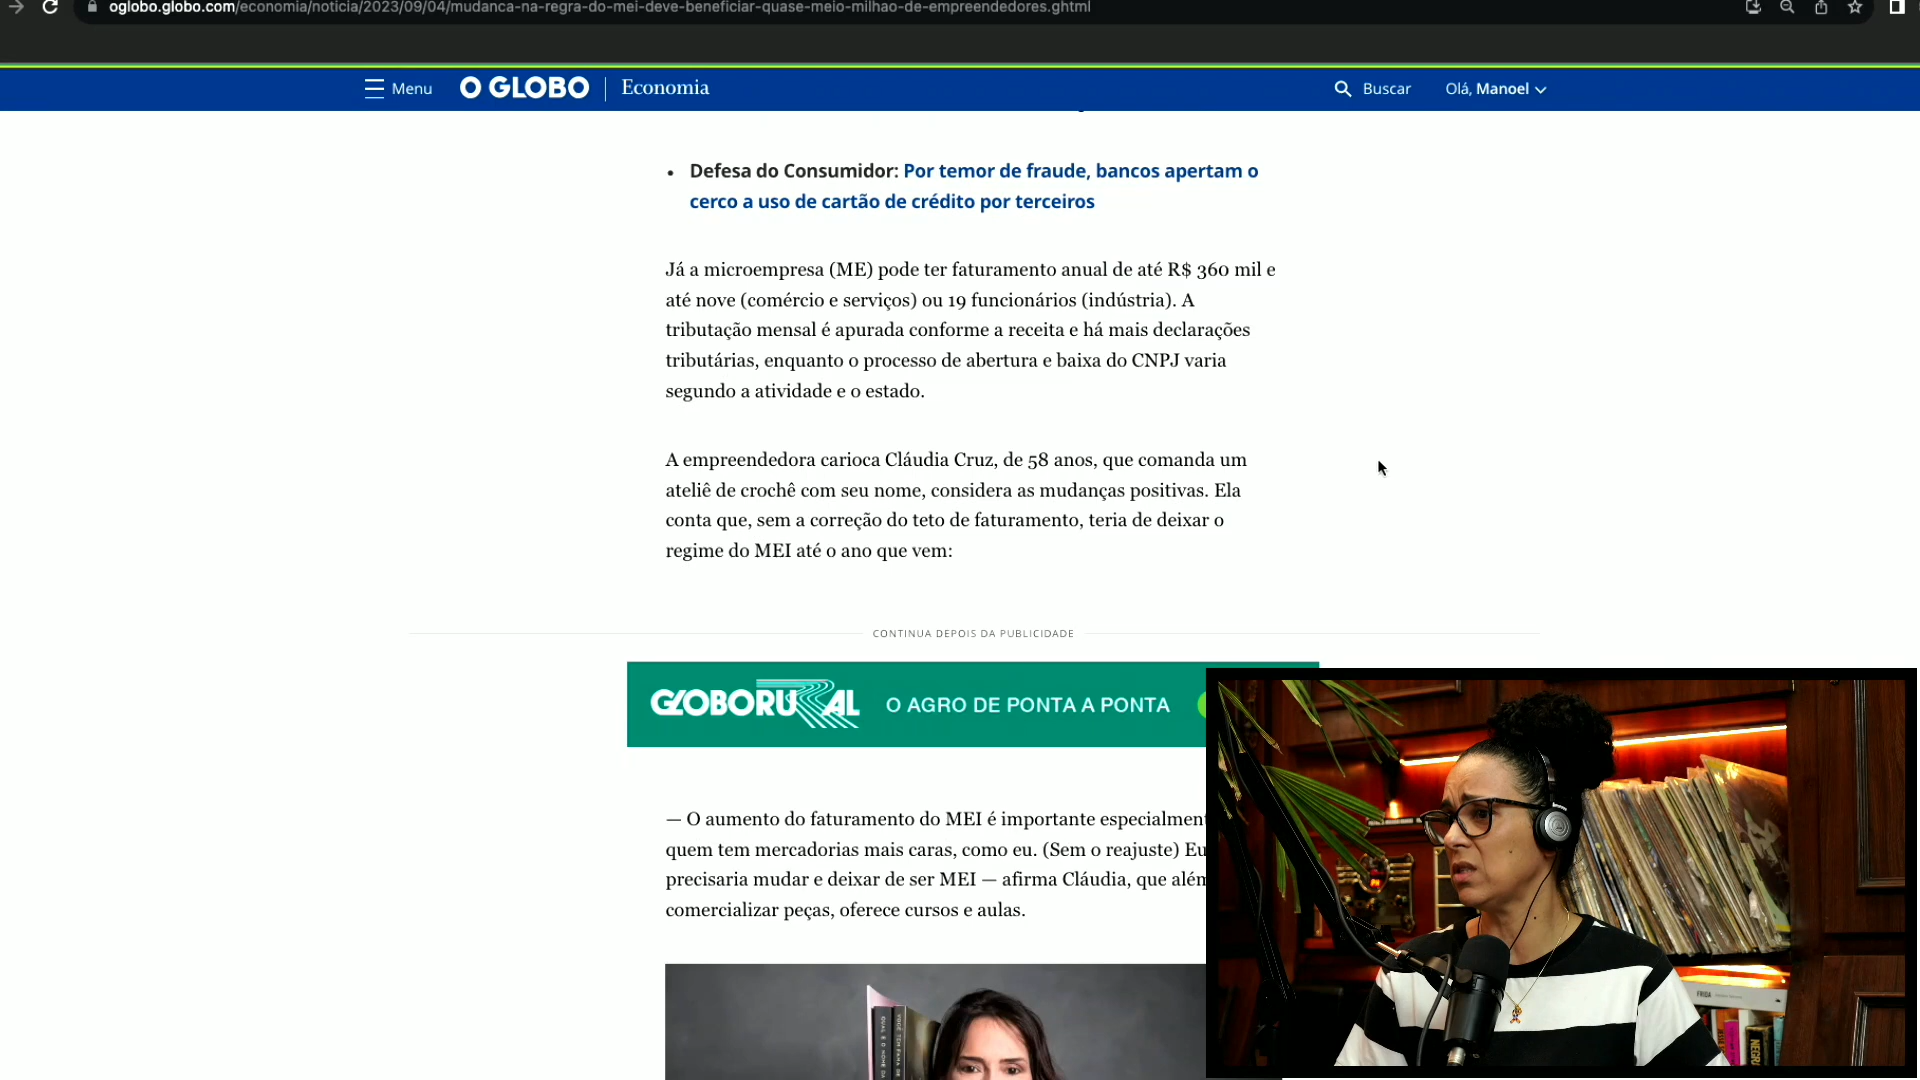 oglobo.globo.com/economia/noticia/2023/09/04/mudanca-na-regra-do-mei-deve-beneficiar-quase-meio-milhao-de-empreendedores.ghtml
Menu
O GLOBO
Economia
Buscar
Olá, Manoel
• Defesa do Consumidor: Por temor de fraude, bancos apertam o
cerco a uso de cartão de crédito por terceiros
Já a microempresa (ME) pode ter faturamento anual de até R$ 360 mil e
até nove (comércio e serviços) ou 19 funcionários (indústria). A
tributação mensal é apurada conforme a receita e há mais declarações
tributárias, enquanto o processo de abertura e baixa do CNPJ varia
segundo a atividade e o estado.
A empreendedora carioca Cláudia Cruz, de 58 anos, que comanda um
ateliê de crochê com seu nome, considera as mudanças positivas. Ela
conta que, sem a correção do teto de faturamento, teria de deixar o
regime do MEI até o ano que vem:
CONTINUA DEPOIS DA PUBLICIDADE
GLOBORURAL
O AGRO DE PONTA A PONTA
— O aumento do faturamento do MEI é importante especialment
quem tem mercadorias mais caras, como eu. (Sem o reajuste) Eu
precisaria mudar e deixar de ser MEI — afirma Cláudia, que além
comercializar peças, oferece cursos e aulas.